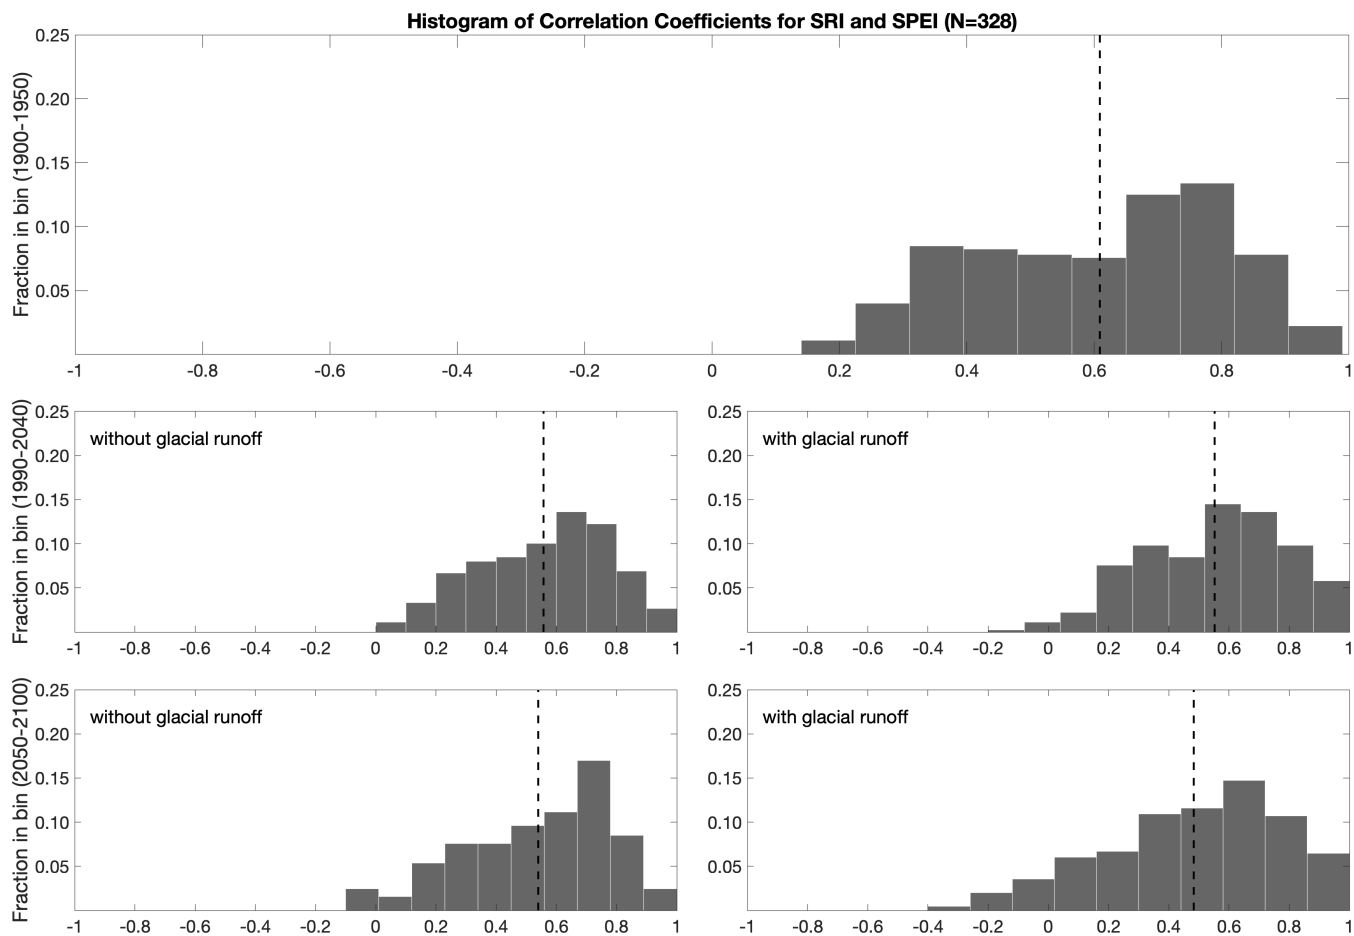 Histogram of Correlation Coefficients for SRI and SPEI (N=328)
Fraction in bin (1900-1950)
0.25
0.20
0.15
0.10
0.05
-1 -0.8 -0.6 -0.4 -0.2 0 0.2 0.4 0.6 0.8 1
Fraction in bin (1990-2040)
without glacial runoff
0.25
0.20
0.15
0.10
0.05
-1 -0.8 -0.6 -0.4 -0.2 0 0.2 0.4 0.6 0.8 1
with glacial runoff
0.25
0.20
0.15
0.10
0.05
-1 -0.8 -0.6 -0.4 -0.2 0 0.2 0.4 0.6 0.8 1
Fraction in bin (2050-2100)
without glacial runoff
0.25
0.20
0.15
0.10
0.05
-1 -0.8 -0.6 -0.4 -0.2 0 0.2 0.4 0.6 0.8 1
with glacial runoff
0.25
0.20
0.15
0.10
0.05
-1 -0.8 -0.6 -0.4 -0.2 0 0.2 0.4 0.6 0.8 1